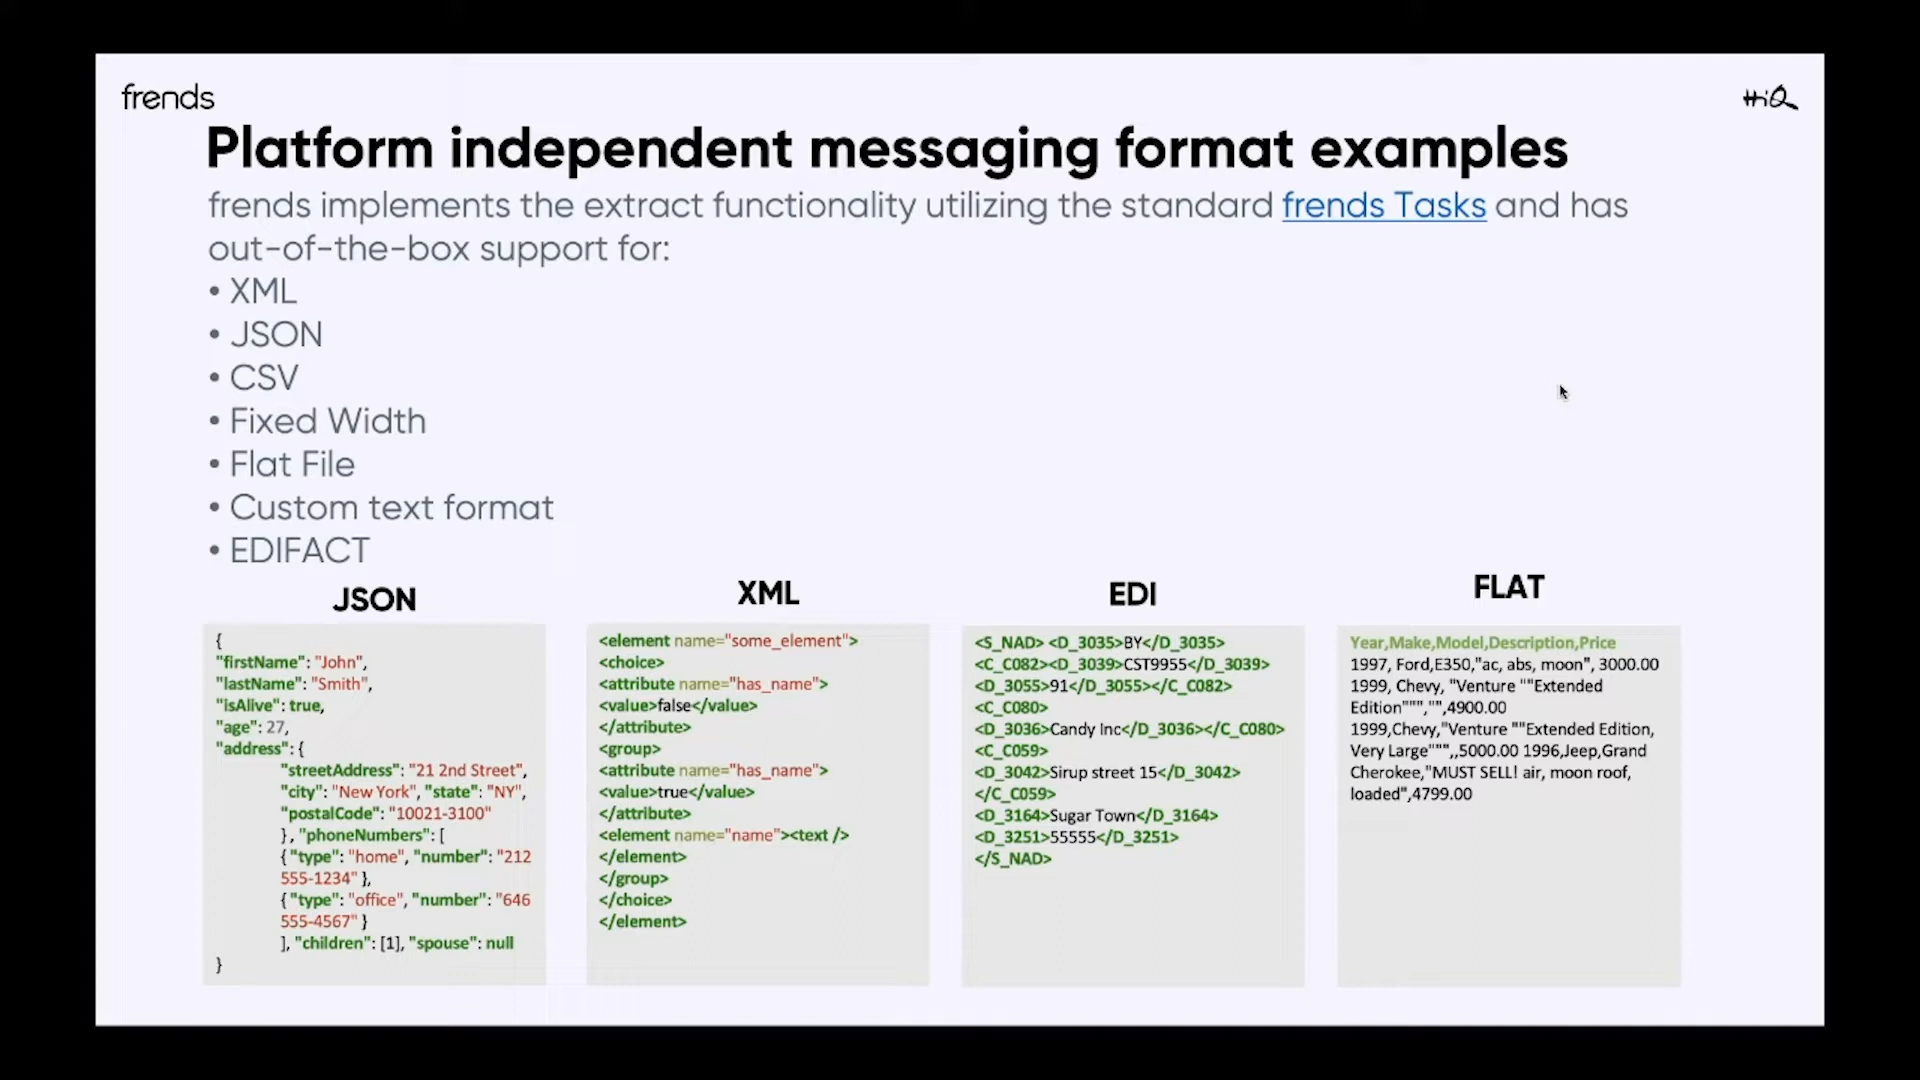 frends
HiQ
Platform independent messaging format examples
frends implements the extract functionality utilizing the standard frends Tasks and has
out-of-the-box support for:
• XML
• JSON
• CSV
• Fixed Width
• Flat File
• Custom text format
• EDIFACT
JSON
{
"firstName": "John",
"lastName": "Smith",
"isAlive": true,
"age": 27,
"address": {
"streetAddress": "21 2nd Street",
"city": "New York", "state": "NY",
"postalCode": "10021-3100"
}, "phoneNumbers": [
{ "type": "home", "number": "212
555-1234" },
{ "type": "office", "number": "646
555-4567" }
], "children": [1], "spouse": null
}
XML
<element name="some_element">
<choice>
<attribute name="has_name">
<value>false</value>
</attribute>
<group>
<attribute name="has_name">
<value>true</value>
</attribute>
<element name="name"><text />
</element>
</group>
</choice>
</element>
EDI
<S_NAD> <D_3035>BY</D_3035>
<C_C082><D_3039>CST9955</D_3039>
<D_3055>91</D_3055></C_C082>
<C_C080>
<D_3036>Candy Inc</D_3036></C_C080>
<C_C059>
<D_3042>Sirup street 15</D_3042>
</C_C059>
<D_3164>Sugar Town</D_3164>
<D_3251>55555</D_3251>
</S_NAD>
FLAT
Year,Make,Model,Description,Price
1997, Ford,E350,"ac, abs, moon", 3000.00
1999, Chevy, "Venture ""Extended
Edition""","",4900.00
1999,Chevy,"Venture ""Extended Edition,
Very Large""",,5000.00 1996,Jeep,Grand
Cherokee,"MUST SELL! air, moon roof,
loaded",4799.00